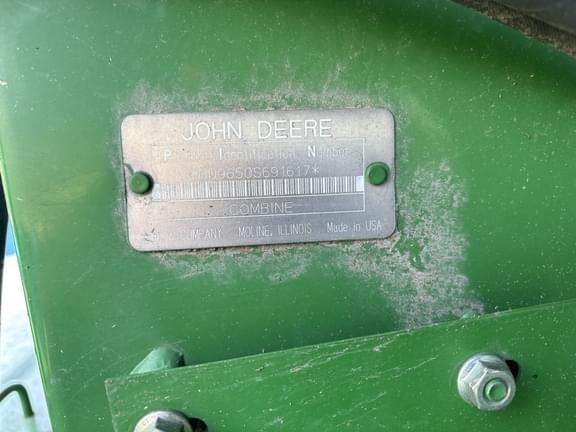 JOHN DEERE
Product Identification Number
*H09650S691617*
COMBINE
DEERE & COMPANY MOLINE, ILLINOIS Made in USA